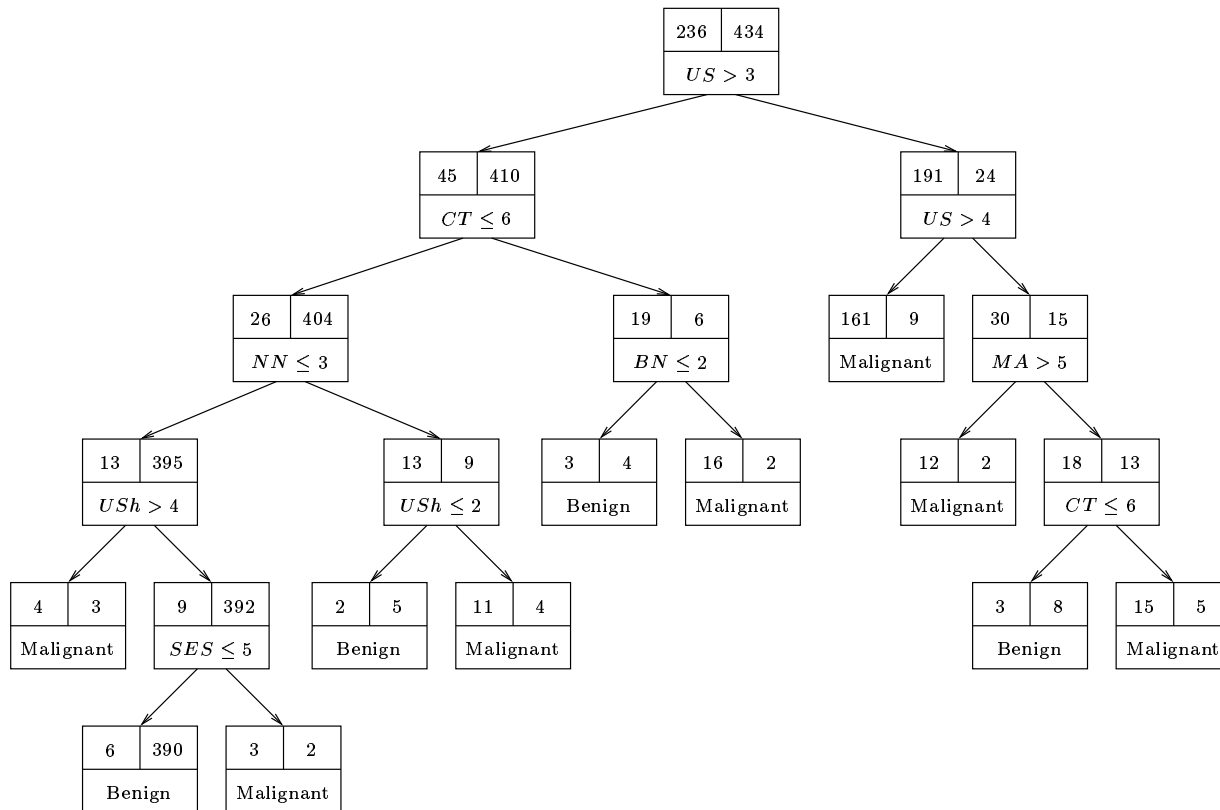 236 434
US > 3
45 410
CT ≤ 6
191 24
US > 4
26 404
NN ≤ 3
19 6
BN ≤ 2
161 9
Malignant
30 15
MA > 5
13 395
USh > 4
13 9
USh ≤ 2
3 4
Benign
16 2
Malignant
12 2
Malignant
18 13
CT ≤ 6
4 3
Malignant
9 392
SES ≤ 5
2 5
Benign
11 4
Malignant
3 8
Benign
15 5
Malignant
6 390
Benign
3 2
Malignant